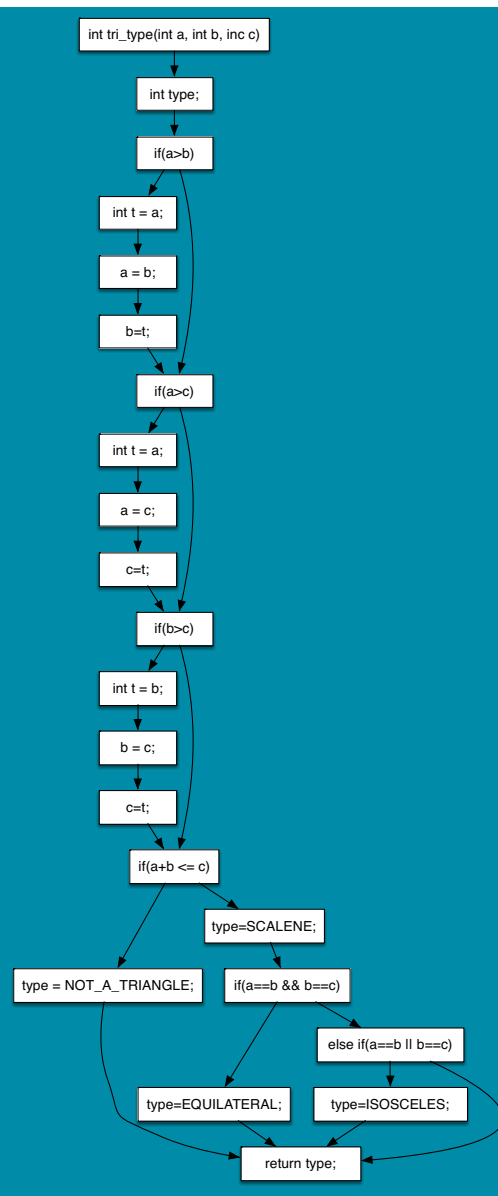 int tri_type(int a, int b, inc c)
int type;
if(a>b)
int t = a;
a = b;
b=t;
if(a>c)
int t = a;
a = c;
c=t;
if(b>c)
int t = b;
b = c;
c=t;
if(a+b <= c)
type=SCALENE;
type = NOT_A_TRIANGLE;
if(a==b && b==c)
else if(a==b || b==c)
type=EQUILATERAL;
type=ISOSCELES;
return type;